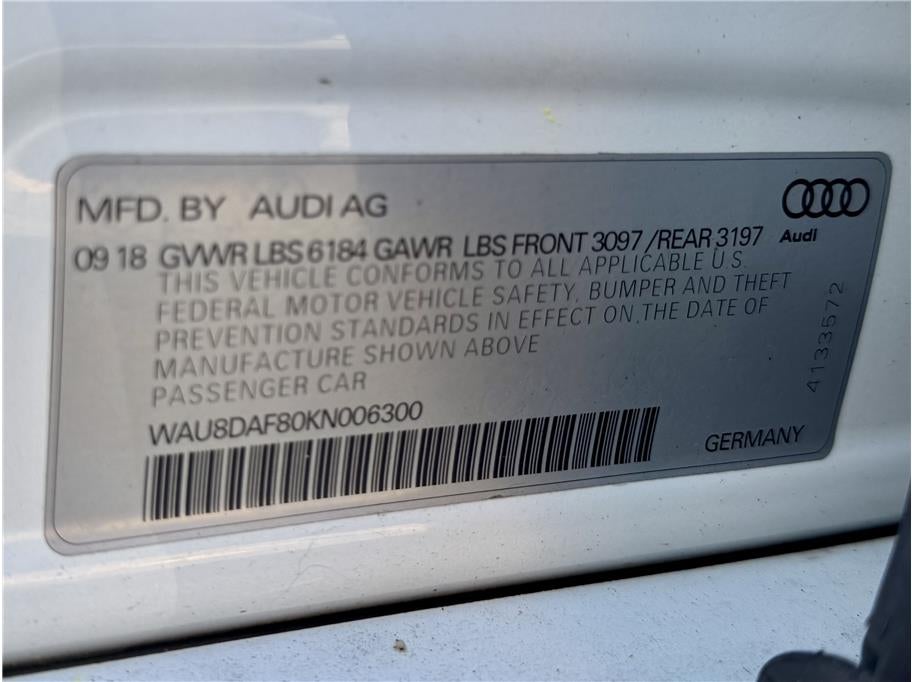 MFD. BY AUDI AG
09 18 GVWR LBS 6184 GAWR LBS FRONT 3097 /REAR 3197
Audi
THIS VEHICLE CONFORMS TO ALL APPLICABLE U.S.
FEDERAL MOTOR VEHICLE SAFETY, BUMPER AND THEFT
PREVENTION STANDARDS IN EFFECT ON THE DATE OF
MANUFACTURE SHOWN ABOVE
PASSENGER CAR
4133572
WAU8DAF80KN006300
GERMANY